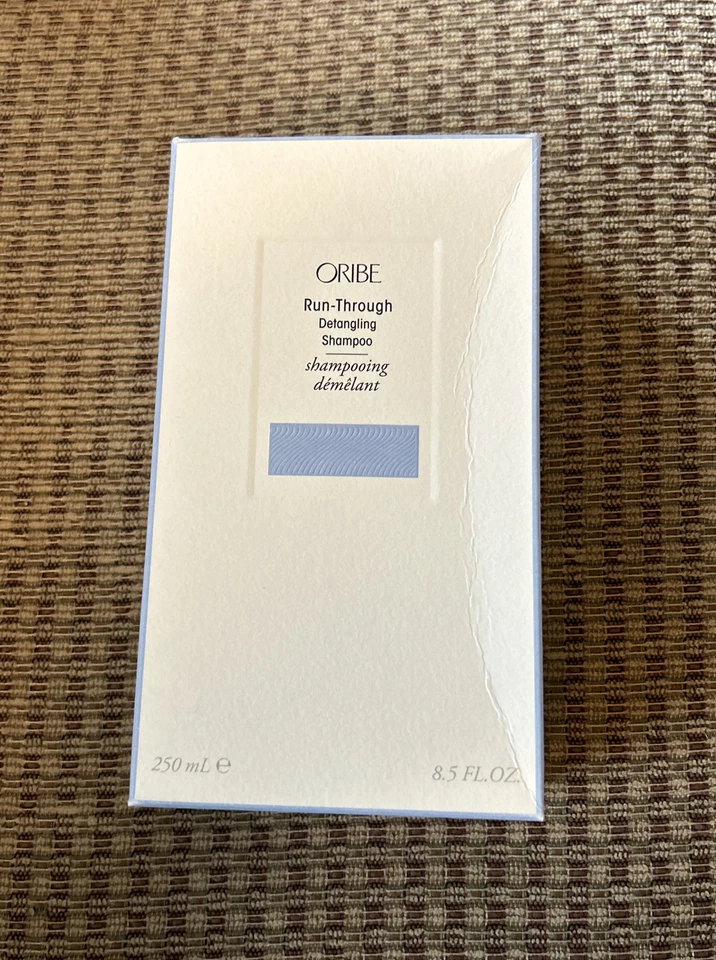 ORIBE
Run-Through
Detangling
Shampoo
shampooing
démêlant
250 mL ℮
8.5 FL.OZ.